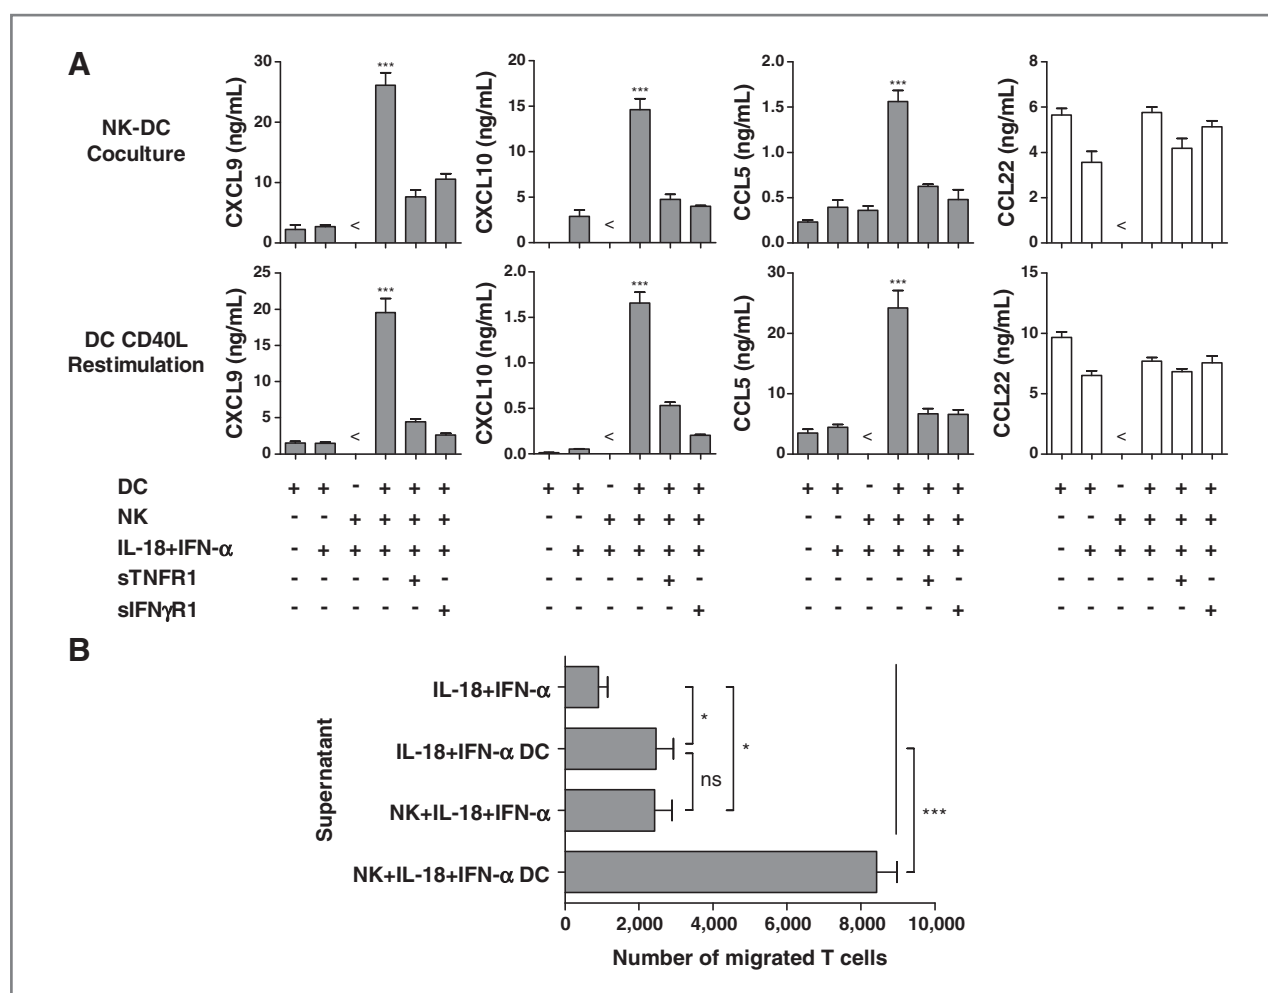 A
NK-DC
Coculture
CXCL9 (ng/mL)
30
20
10
0
***
<
CXCL10 (ng/mL)
20
15
10
5
0
***
<
CCL5 (ng/mL)
2.0
1.5
1.0
0.5
0.0
***
CCL22 (ng/mL)
8
6
4
2
0
<
DC CD40L
Restimulation
CXCL9 (ng/mL)
25
20
15
10
5
0
***
<
CXCL10 (ng/mL)
2.0
1.5
1.0
0.5
0.0
***
<
CCL5 (ng/mL)
30
20
10
0
***
<
CCL22 (ng/mL)
15
10
5
0
<
DC + + - + + + + + - + + + + + - + + + + + - + + +
NK - - + + + + - - + + + + - - + + + + - - + + + +
IL-18+IFN-α - + + + + + - + + + + + - + + + + + - + + + + +
sTNFR1 - - - - + - - - - - + - - - - - + - - - - - + -
sIFNγR1 - - - - - + - - - - - + - - - - - + - - - - - +
B
Supernatant
IL-18+IFN-α
IL-18+IFN-α DC
NK+IL-18+IFN-α
NK+IL-18+IFN-α DC
*
ns
*
***
0 2,000 4,000 6,000 8,000 10,000
Number of migrated T cells